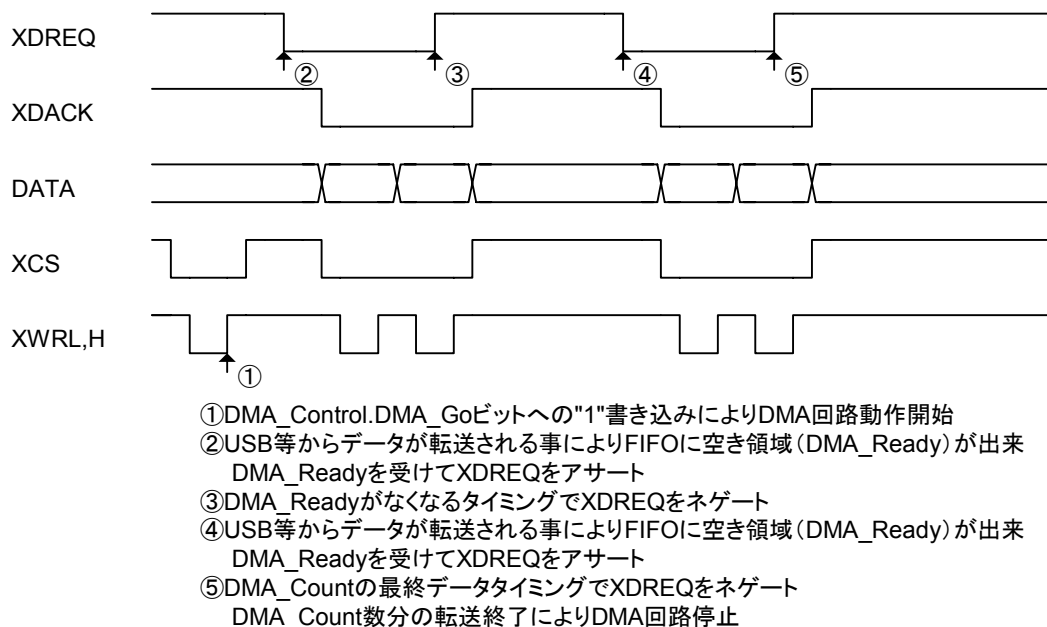 XDREQ
② ③ ④ ⑤
XDACK
DATA
XCS
XWRL,H
①
①DMA_Control.DMA_Goビットへの"1"書き込みによりDMA回路動作開始
②USB等からデータが転送される事によりFIFOに空き領域（DMA_Ready）が出来
DMA_Readyを受けてXDREQをアサート
③DMA_ReadyがなくなるタイミングでXDREQをネゲート
④USB等からデータが転送される事によりFIFOに空き領域（DMA_Ready）が出来
DMA_Readyを受けてXDREQをアサート
⑤DMA_Countの最終データタイミングでXDREQをネゲート
DMA_Count数分の転送終了によりDMA回路停止